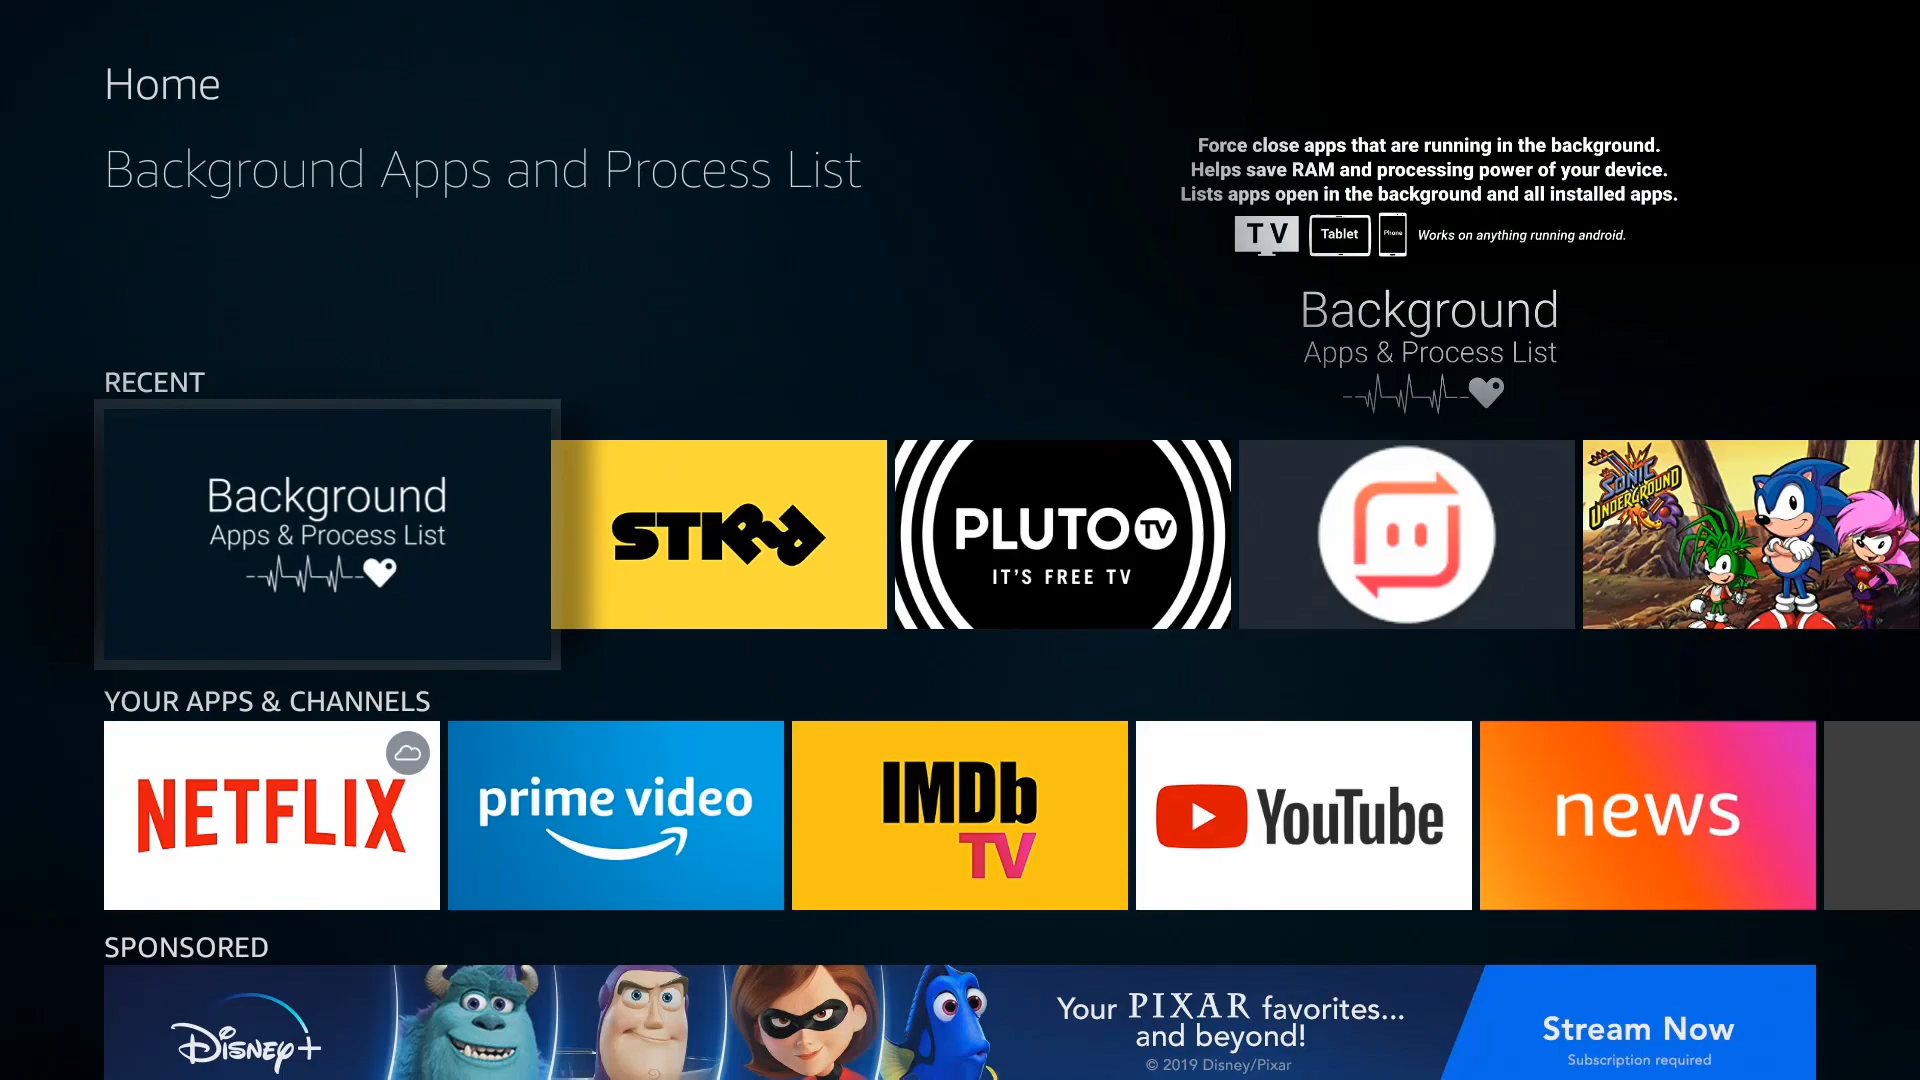 Home
Background Apps and Process List
Force close apps that are running in the background.
Helps save RAM and processing power of your device.
Lists apps open in the background and all installed apps.
TV
Tablet
Phone
Works on anything running android.
Background
Apps & Process List
RECENT
Background
Apps & Process List
STIRR
PLUTO TV
IT'S FREE TV
SONIC
UNDERGROUND
YOUR APPS & CHANNELS
NETFLIX
prime video
IMDb
TV
YouTube
news
SPONSORED
Disney+
Your PIXAR favorites...
and beyond!
© 2019 Disney/Pixar
Stream Now
Subscription required